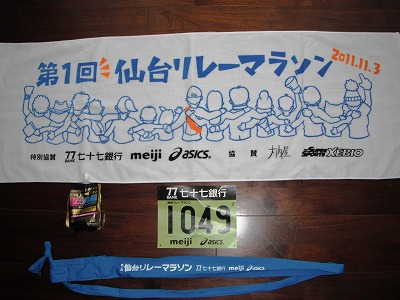 第1回 仙台リレーマラソン 2011.11.3
特別協賛 77 BANK 七十七銀行 meiji asics. 協賛 SUPER SPORTS XEBIO
77 BANK 七十七銀行
1049
meiji asics
仙台リレーマラソン 77 七十七銀行 meiji asics